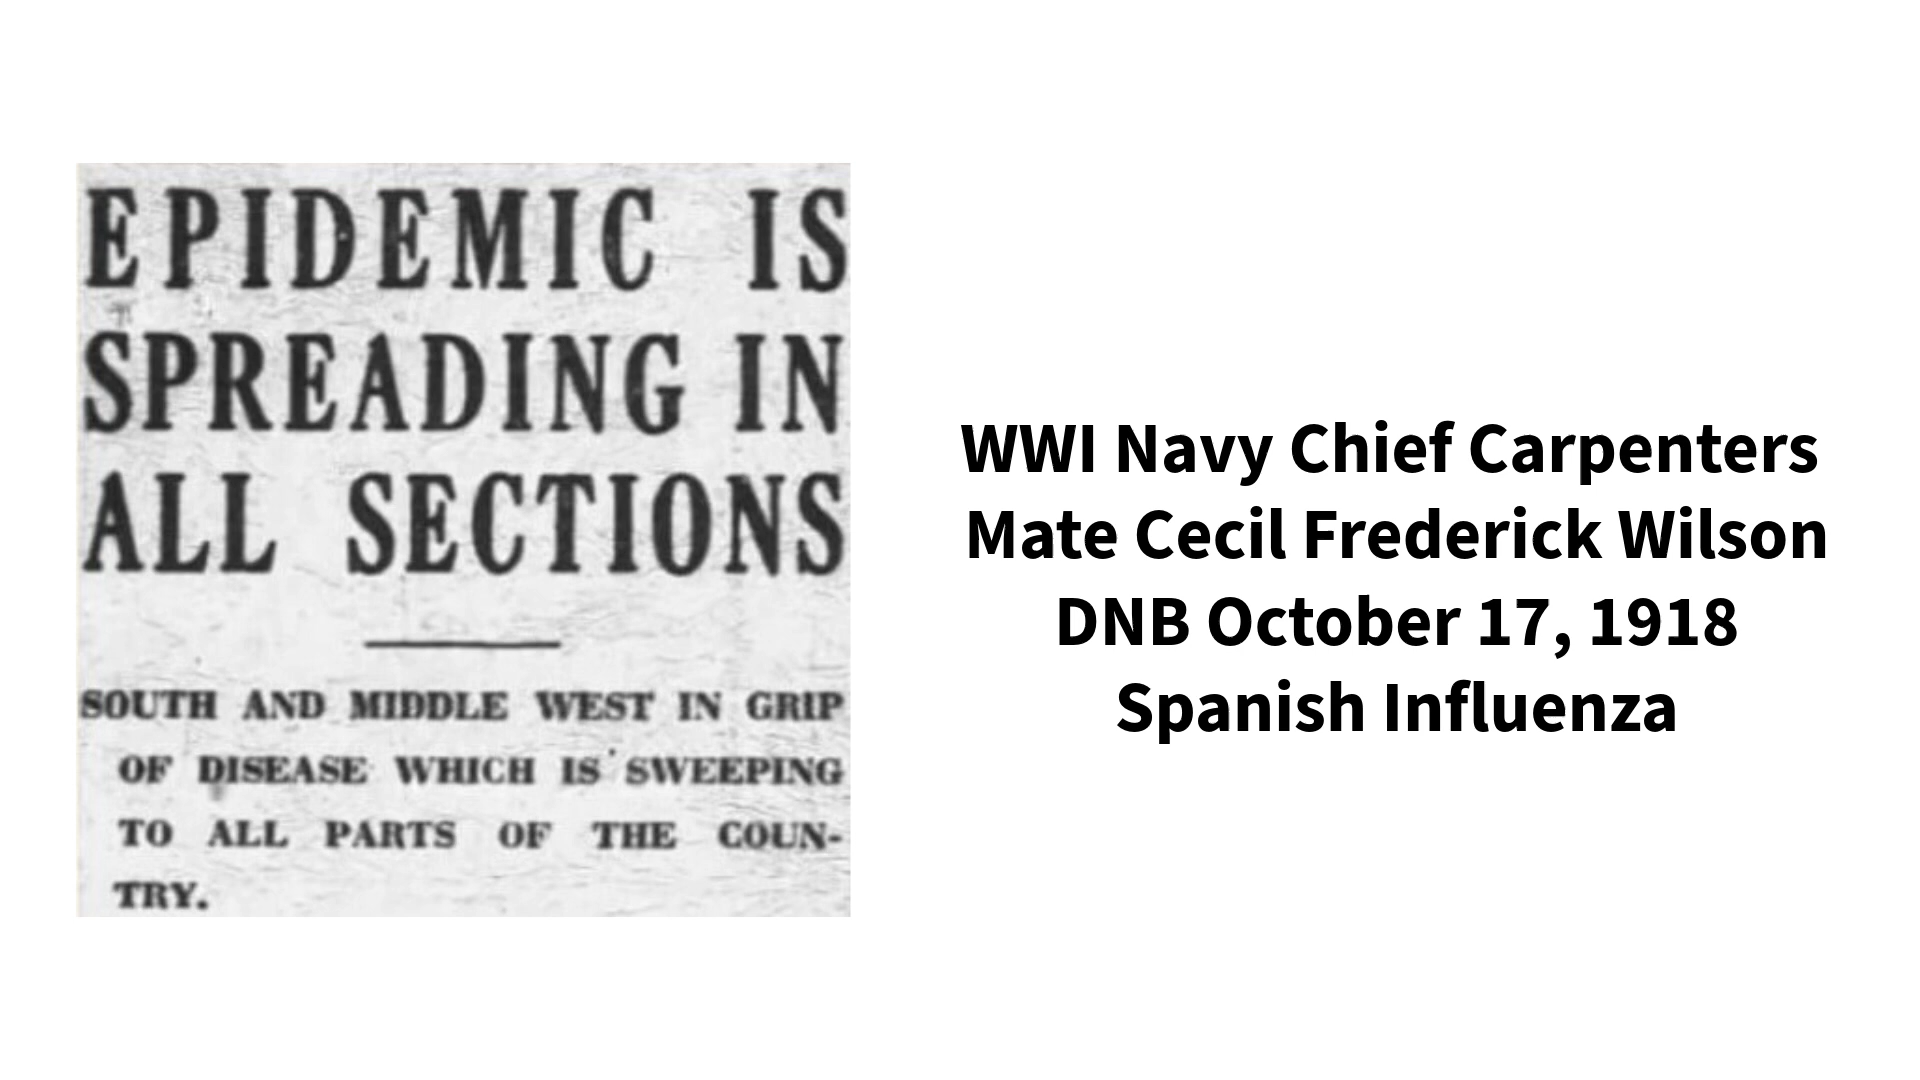 EPIDEMIC IS
SPREADING IN
ALL SECTIONS
SOUTH AND MIDDLE WEST IN GRIP
OF DISEASE WHICH IS SWEEPING
TO ALL PARTS OF THE COUN-
TRY.
WWI Navy Chief Carpenters
Mate Cecil Frederick Wilson
DNB October 17, 1918
Spanish Influenza